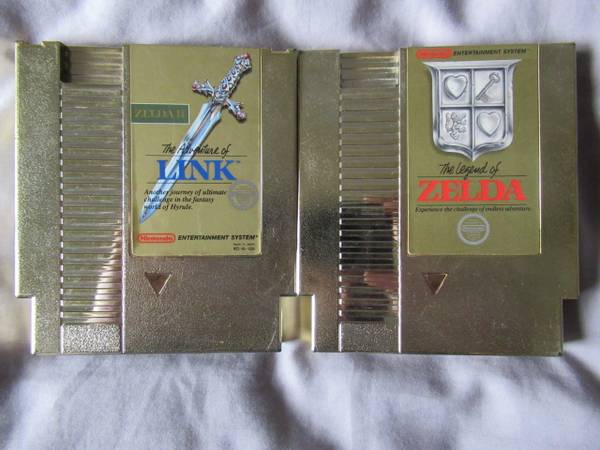 ZELDA II
The Adventure of
LINK
Another journey of ultimate
challenge in the fantasy
world of Hyrule.
Nintendo ENTERTAINMENT SYSTEM
Nintendo ENTERTAINMENT SYSTEM
The Legend of
ZELDA
Experience the challenge of endless adventure.